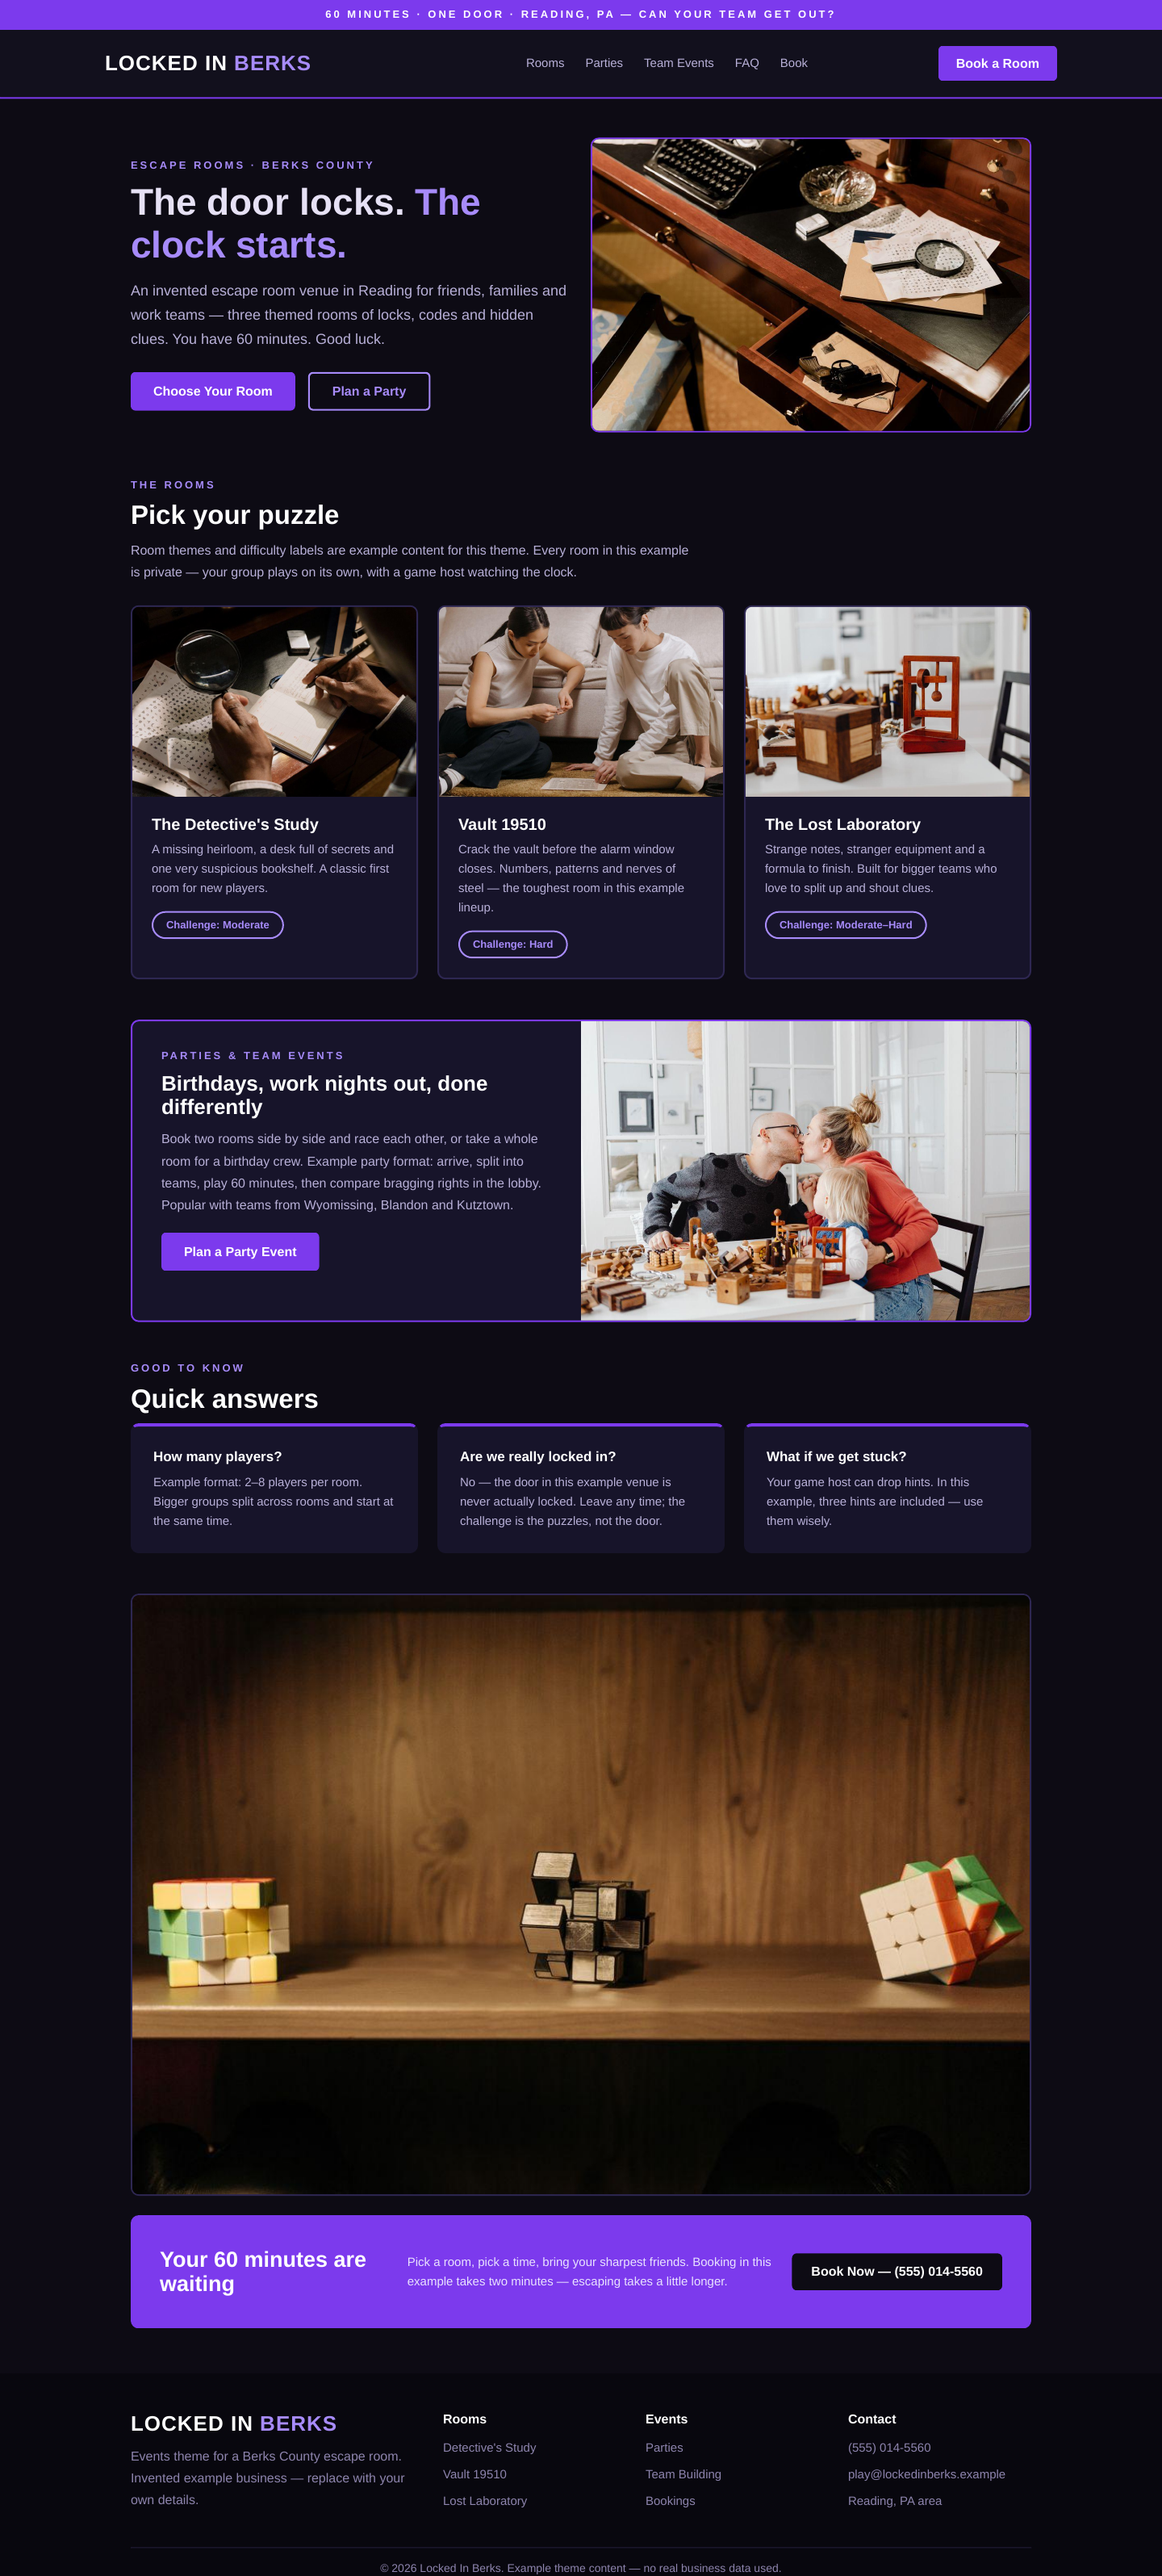 60 MINUTES · ONE DOOR · READING, PA — CAN YOUR TEAM GET OUT?
LOCKED IN BERKS
Rooms Parties Team Events FAQ Book
Book a Room
ESCAPE ROOMS · BERKS COUNTY
The door locks. The
clock starts.
An invented escape room venue in Reading for friends, families and
work teams — three themed rooms of locks, codes and hidden
clues. You have 60 minutes. Good luck.
Choose Your Room
Plan a Party
THE ROOMS
Pick your puzzle
Room themes and difficulty labels are example content for this theme. Every room in this example
is private — your group plays on its own, with a game host watching the clock.
The Detective's Study
A missing heirloom, a desk full of secrets and
one very suspicious bookshelf. A classic first
room for new players.
Challenge: Moderate
Vault 19510
Crack the vault before the alarm window
closes. Numbers, patterns and nerves of
steel — the toughest room in this example
lineup.
Challenge: Hard
The Lost Laboratory
Strange notes, stranger equipment and a
formula to finish. Built for bigger teams who
love to split up and shout clues.
Challenge: Moderate–Hard
PARTIES & TEAM EVENTS
Birthdays, work nights out, done
differently
Book two rooms side by side and race each other, or take a whole
room for a birthday crew. Example party format: arrive, split into
teams, play 60 minutes, then compare bragging rights in the lobby.
Popular with teams from Wyomissing, Blandon and Kutztown.
Plan a Party Event
GOOD TO KNOW
Quick answers
How many players?
Example format: 2–8 players per room.
Bigger groups split across rooms and start at
the same time.
Are we really locked in?
No — the door in this example venue is
never actually locked. Leave any time; the
challenge is the puzzles, not the door.
What if we get stuck?
Your game host can drop hints. In this
example, three hints are included — use
them wisely.
Your 60 minutes are
waiting
Pick a room, pick a time, bring your sharpest friends. Booking in this
example takes two minutes — escaping takes a little longer.
Book Now — (555) 014-5560
LOCKED IN BERKS
Events theme for a Berks County escape room.
Invented example business — replace with your
own details.
Rooms
Detective's Study
Vault 19510
Lost Laboratory
Events
Parties
Team Building
Bookings
Contact
(555) 014-5560
play@lockedinberks.example
Reading, PA area
© 2026 Locked In Berks. Example theme content — no real business data used.